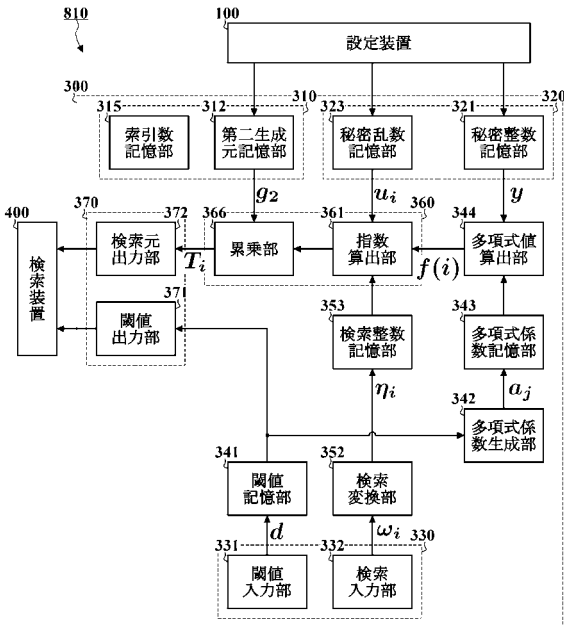 810
100
設定装置
300
310
320
315
索引数
記憶部
312
第二生成
元記憶部
323
秘密乱数
記憶部
321
秘密整数
記憶部
g₂
uᵢ
y
400
検索装置
370
372
検索元
出力部
Tᵢ
366
累乗部
361
指数
算出部
360
f(i)
344
多項式値
算出部
371
閾値
出力部
353
検索整数
記憶部
343
多項式係
数記憶部
ηᵢ
aⱼ
342
多項式係
数生成部
341
閾値
記憶部
352
検索
変換部
d
ωᵢ
330
331
閾値
入力部
332
検索
入力部